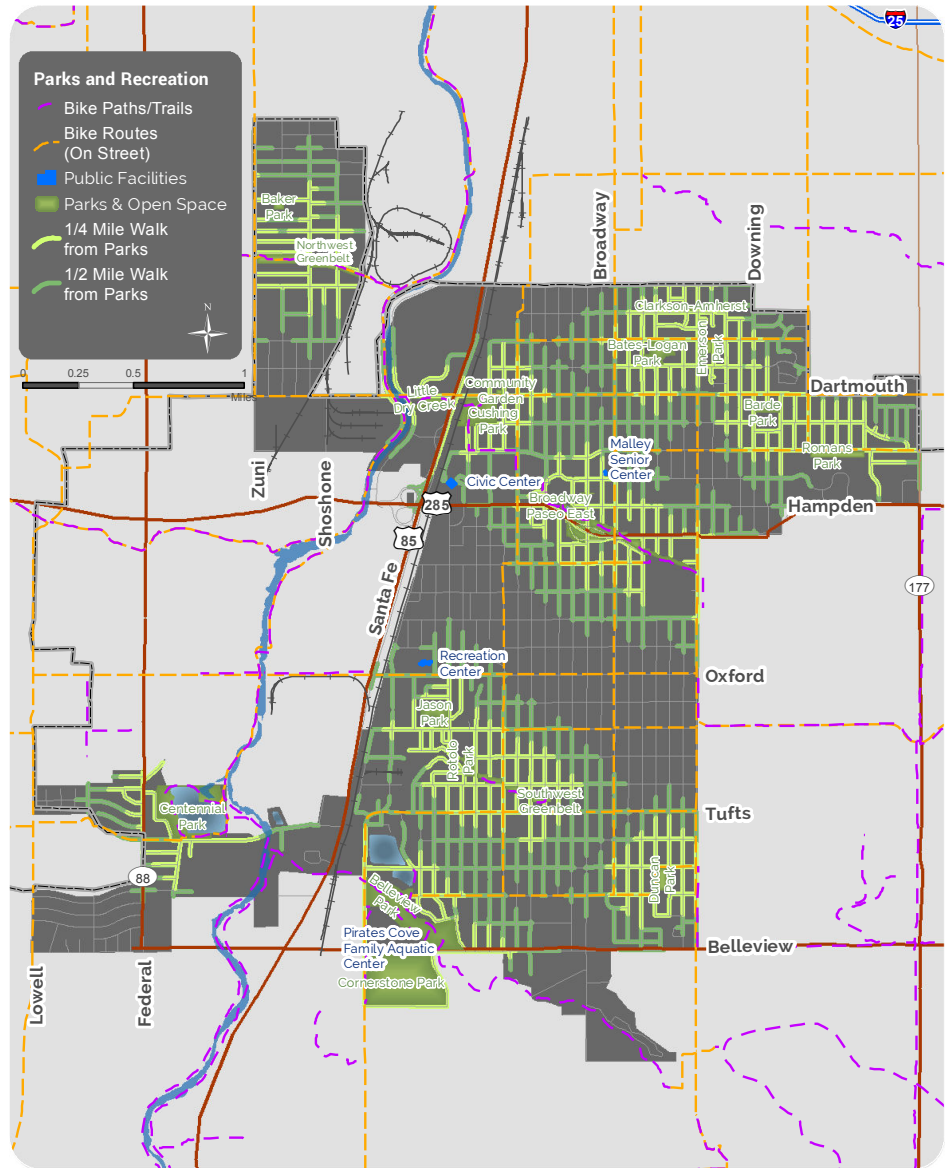 25
Parks and Recreation
Bike Paths/Trails
Bike Routes
(On Street)
Public Facilities
Parks & Open Space
1/4 Mile Walk
from Parks
1/2 Mile Walk
from Parks
N
0 0.25 0.5 1
Miles
Baker
Park
Northwest
Greenbelt
Broadway
Downing
Clarkson-Amherst
Bates-Logan
Park
Emerson
Park
Little
Dry Creek
Community
Garden
Cushing
Park
Dartmouth
Barde
Park
Romans
Park
Malley
Senior
Center
Zuni
Shoshone
Civic Center
Broadway
Paseo East
Hampden
285
85
Santa Fe
177
Recreation
Center
Oxford
Jason
Park
Rotolo
Park
Southwest
Greenbelt
Centennial
Park
Tufts
88
Duncan
Park
Belleview
Park
Pirates Cove
Family Aquatic
Center
Belleview
Cornerstone Park
Lowell
Federal